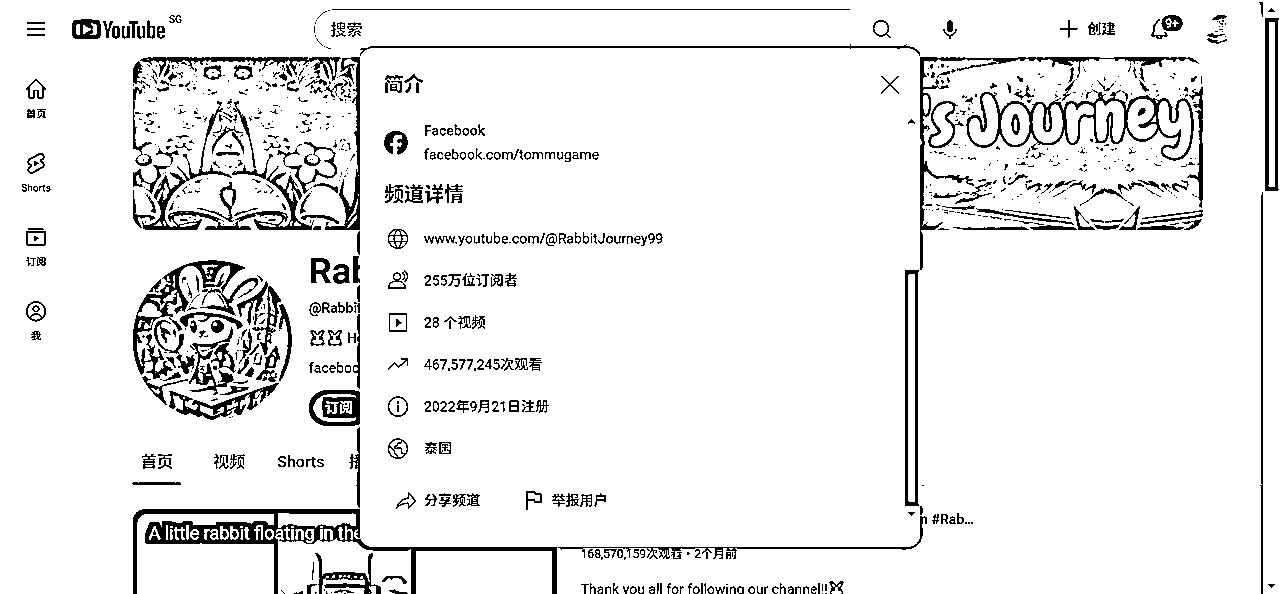 YouTube SG
搜索
创建
9+
首页
Shorts
订阅
我
's Journey
简介
Facebook
facebook.com/tommugame
频道详情
www.youtube.com/@RabbitJourney99
255万位订阅者
28 个视频
467,577,245次观看
2022年9月21日注册
泰国
分享频道
举报用户
Rab
@Rabbit
H
faceboo
订阅
首页
视频
Shorts
A little rabbit floating in the
#Rab...
168,570,159次观看・2个月前
Thank you all for following our channel!!